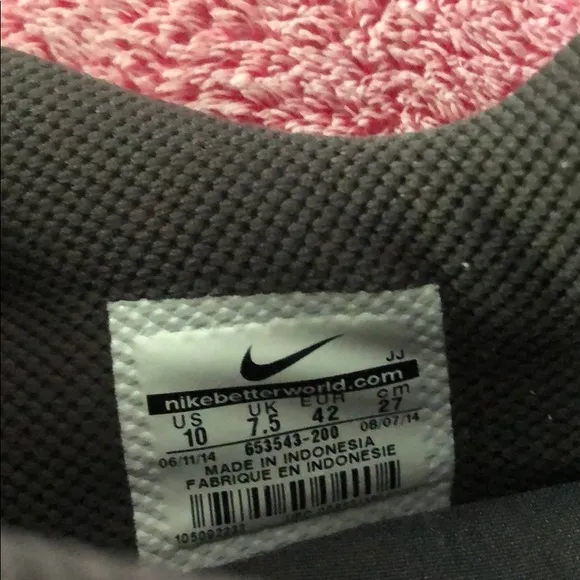 JJ
nikebetterworld.com
US UK EUR cm
10 7.5 42 27
06/11/14 653543-200 08/07/14
MADE IN INDONESIA
FABRIQUE EN INDONESIE